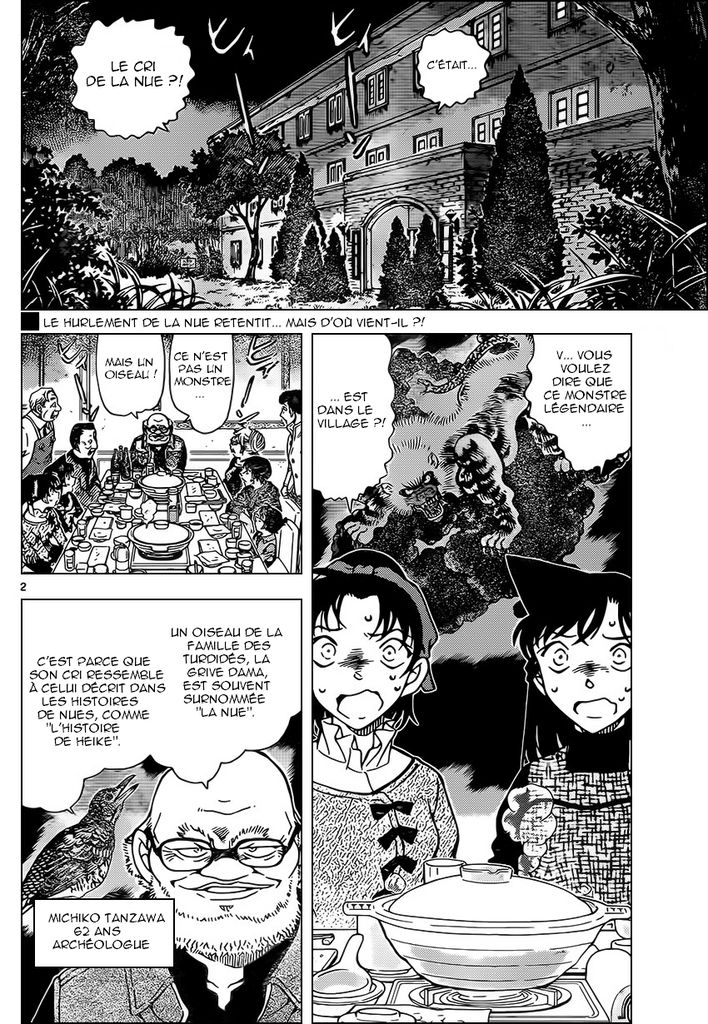 C'ÉTAIT...
LE CRI
DE LA NUE ?!
LE HURLEMENT DE LA NUE RETENTIT... MAIS D'OÙ VIENT-IL ?!
V... VOUS
VOULEZ
DIRE QUE
CE MONSTRE
LÉGENDAIRE
...
... EST
DANS LE
VILLAGE ?!
CE N'EST
PAS UN
MONSTRE
...
MAIS UN
OISEAU !
2
UN OISEAU DE LA
FAMILLE DES
TURDIDÉS, LA
GRIVE DAMA,
EST SOUVENT
SURNOMMÉE
"LA NUE".
C'EST PARCE QUE
SON CRI RESSEMBLE
À CELUI DÉCRIT DANS
LES HISTOIRES
DE NUES, COMME
"L'HISTOIRE
DE HEIKE".
MICHIKO TANZAWA
62 ANS
ARCHÉOLOGUE